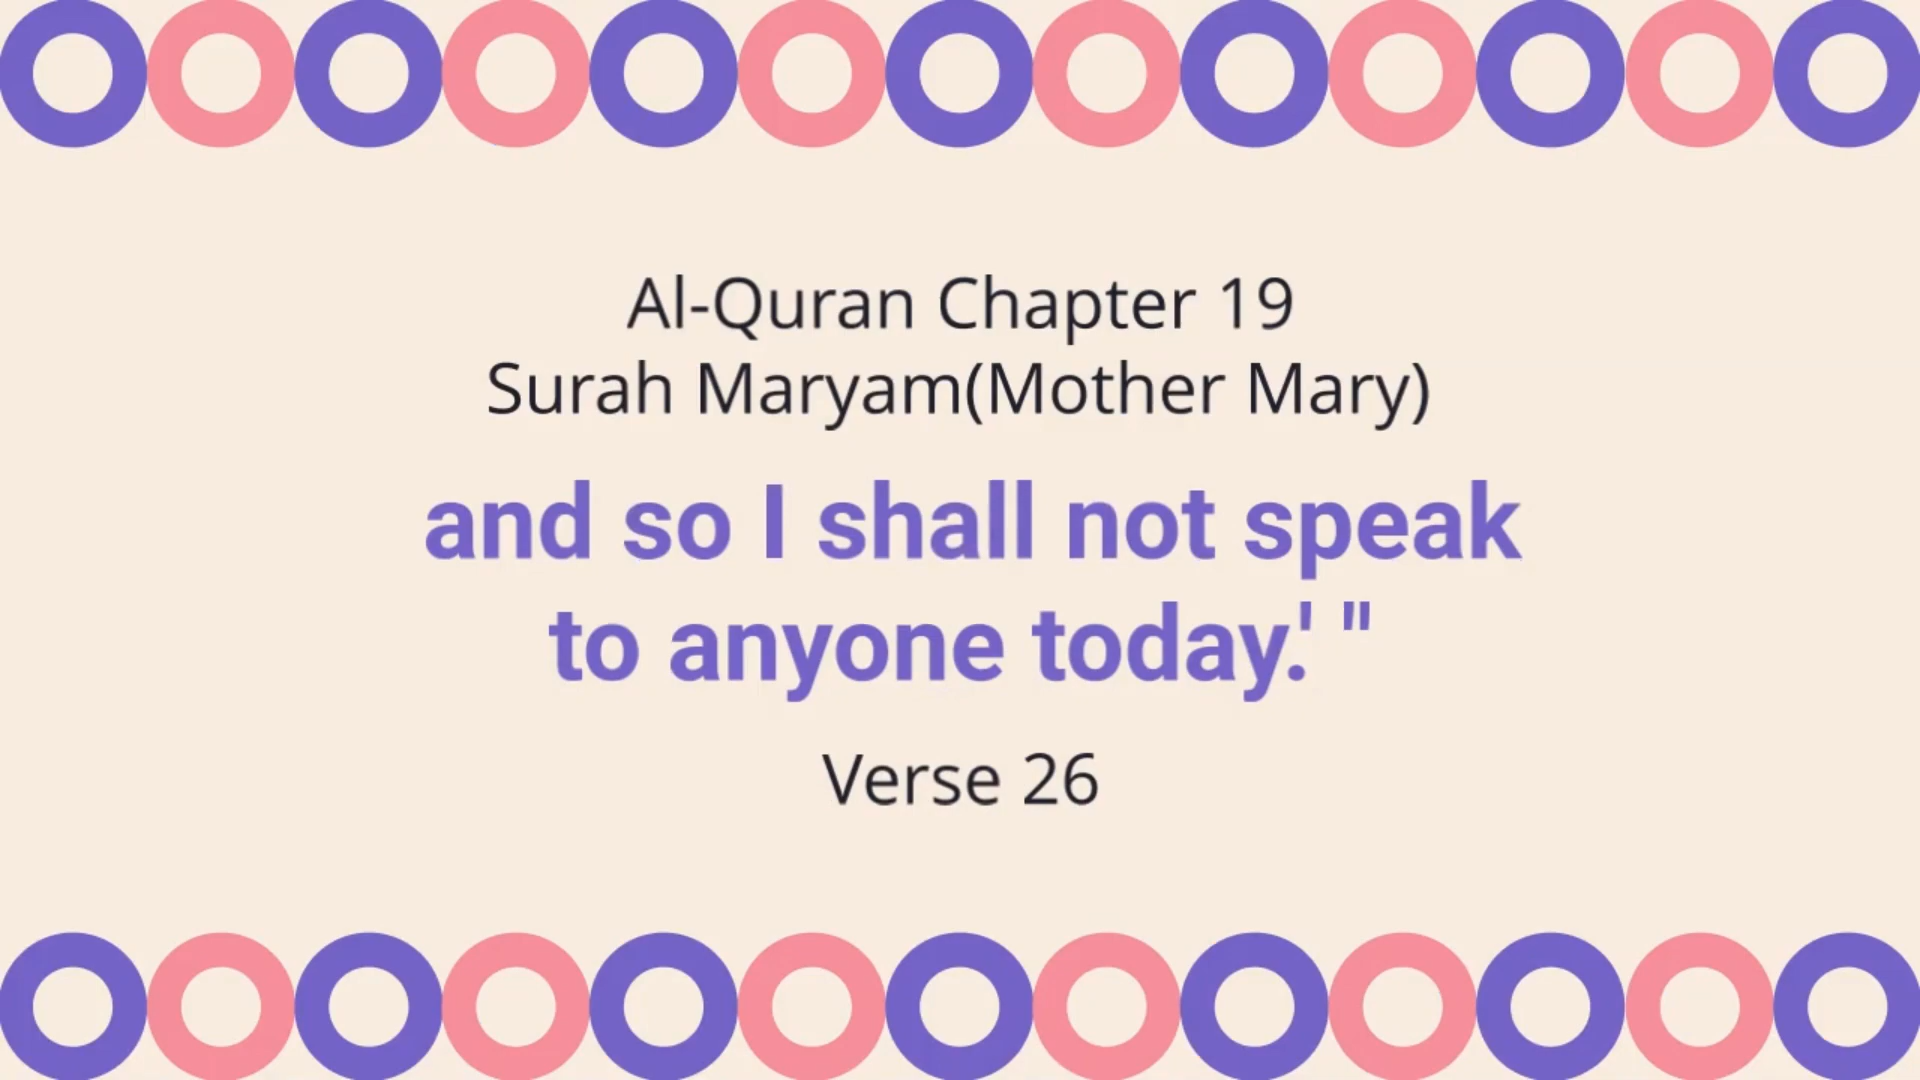 Al-Quran Chapter 19
Surah Maryam(Mother Mary)
and so I shall not speak
to anyone today.' "
Verse 26